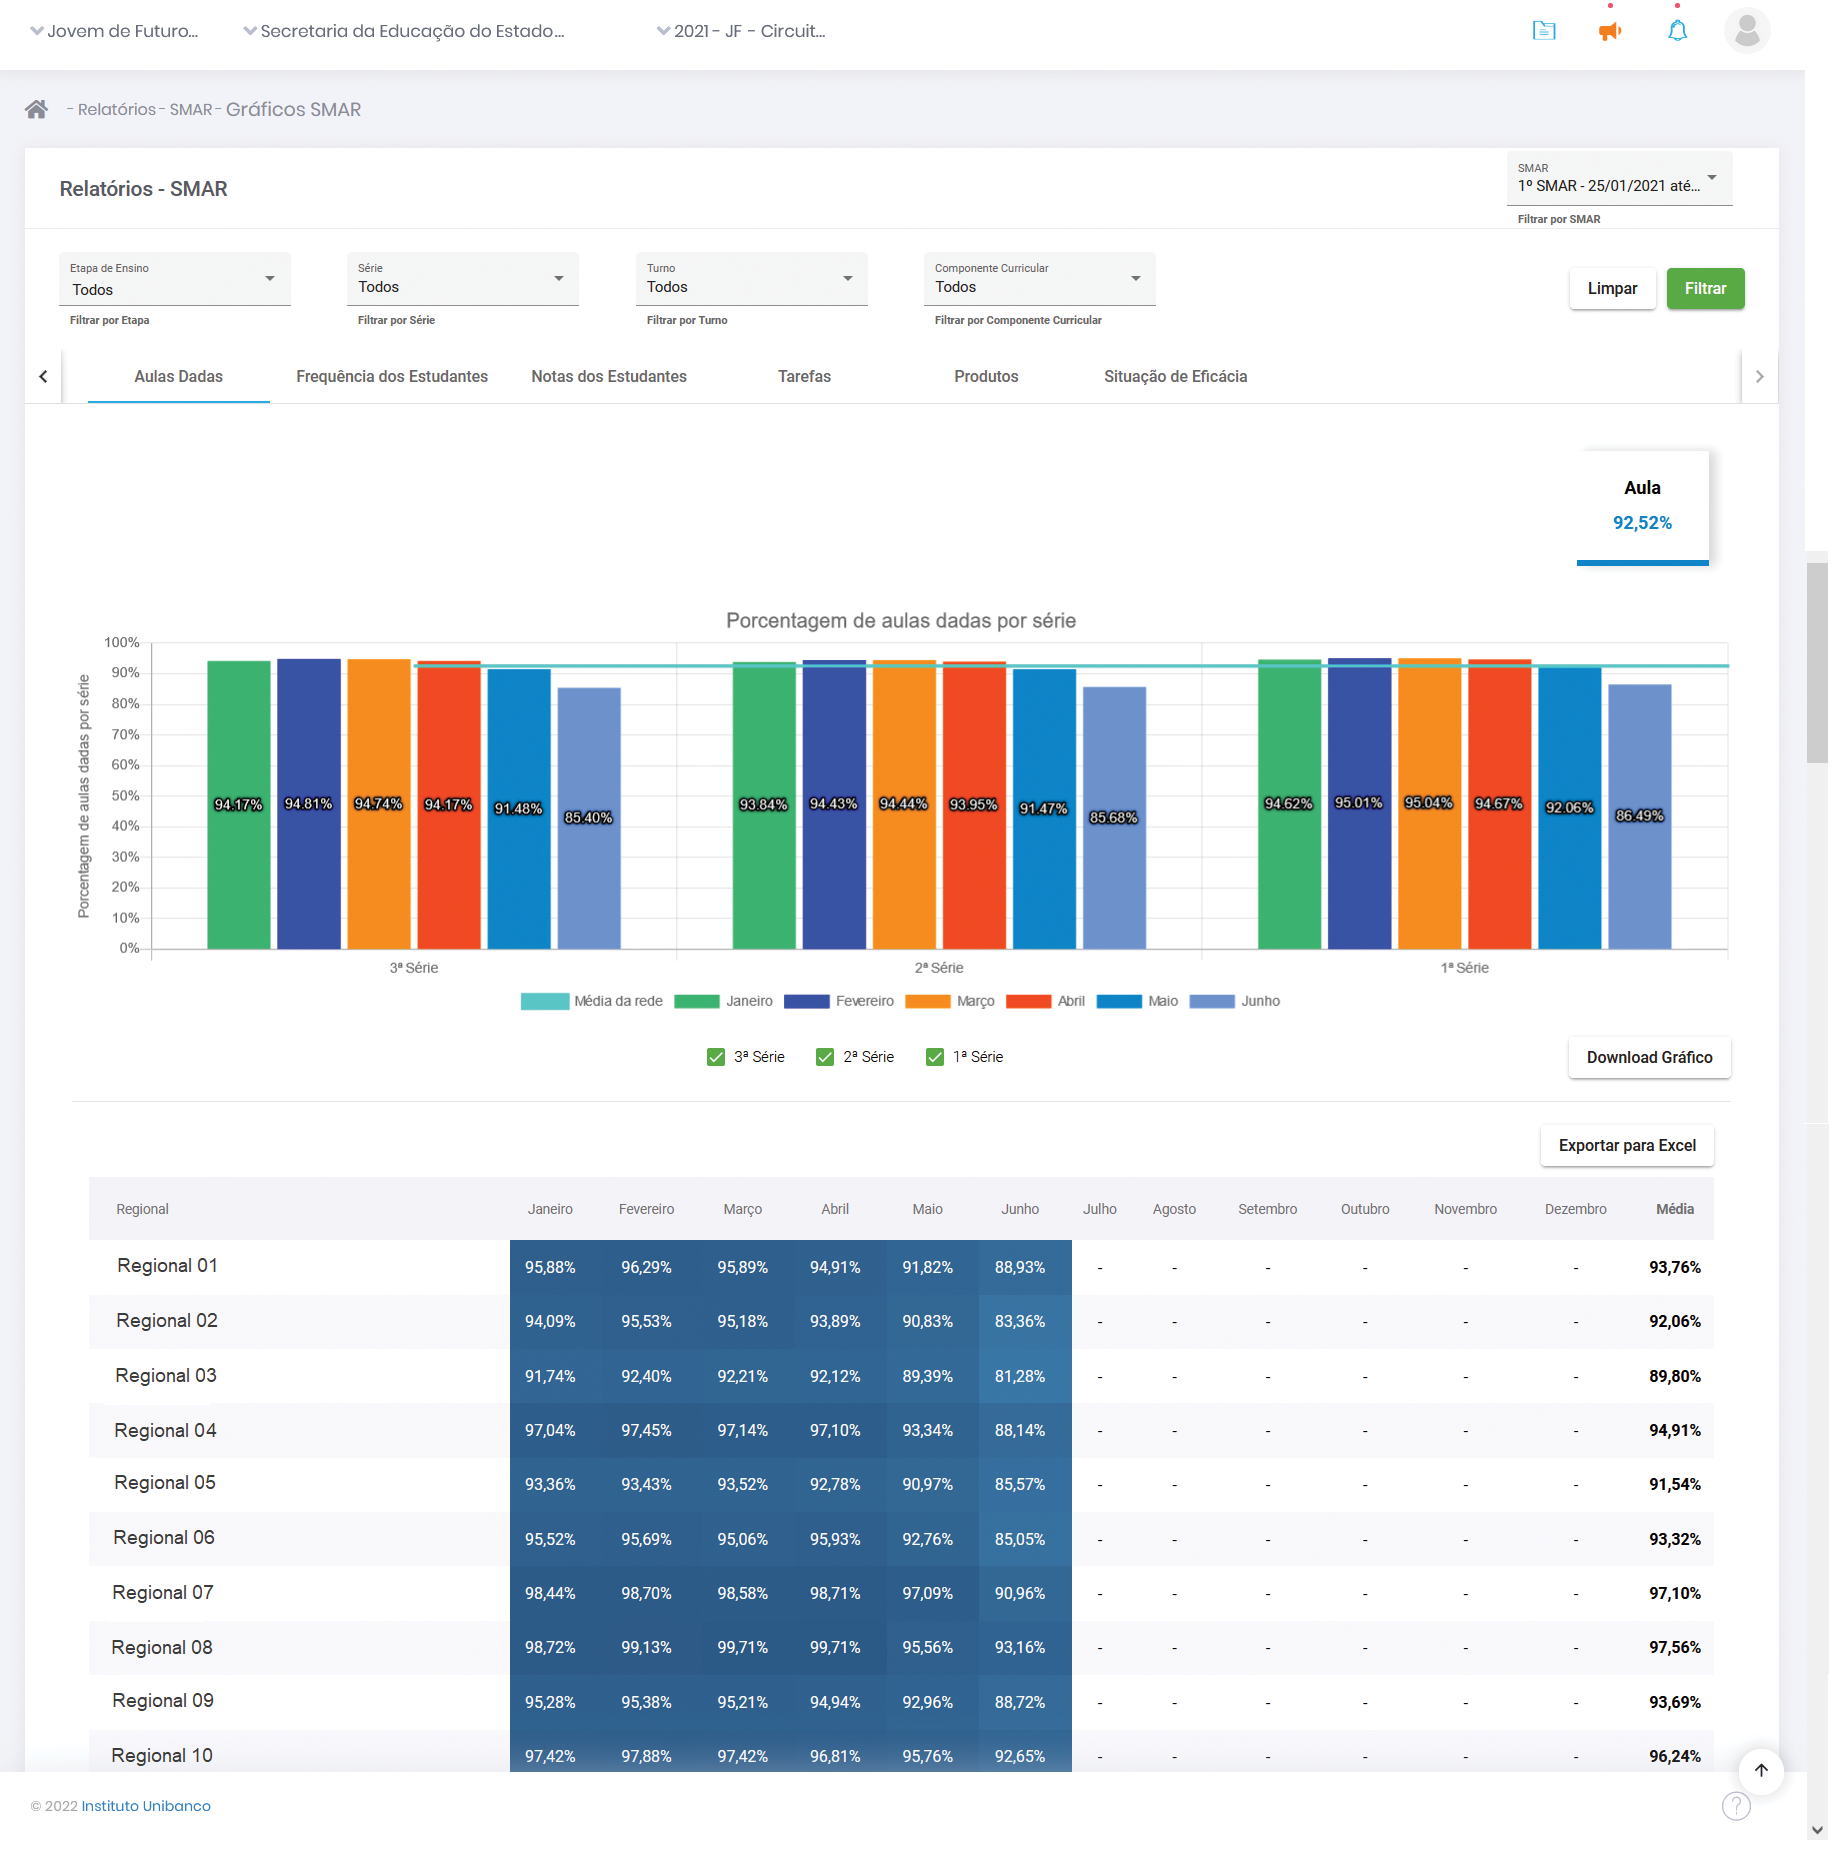 Jovem de Futuro... Secretaria da Educação do Estado... 2021 - JF - Circuit...
- Relatórios - SMAR - Gráficos SMAR
Relatórios - SMAR
SMAR
1º SMAR - 25/01/2021 até...
Filtrar por SMAR
Etapa de Ensino Série Turno Componente Curricular
Todos Todos Todos Todos
Filtrar por Etapa Filtrar por Série Filtrar por Turno Filtrar por Componente Curricular
Limpar Filtrar
Aulas Dadas Frequência dos Estudantes Notas dos Estudantes Tarefas Produtos Situação de Eficácia
Aula
92,52%
Porcentagem de aulas dadas por série
Porcentagem de aulas dadas por série
100%
90%
80%
70%
60%
50%
40%
30%
20%
10%
0%
94.17% 94.81% 94.74% 94.17% 91.48% 85.40% 93.84% 94.43% 94.44% 93.95% 91.47% 85.68% 94.62% 95.01% 95.04% 94.67% 92.06% 86.49%
3ª Série 2ª Série 1ª Série
Média da rede Janeiro Fevereiro Março Abril Maio Junho
3ª Série 2ª Série 1ª Série
Download Gráfico
Exportar para Excel
Regional Janeiro Fevereiro Março Abril Maio Junho Julho Agosto Setembro Outubro Novembro Dezembro Média
Regional 01 95,88% 96,29% 95,89% 94,91% 91,82% 88,93% - - - - - - 93,76%
Regional 02 94,09% 95,53% 95,18% 93,89% 90,83% 83,36% - - - - - - 92,06%
Regional 03 91,74% 92,40% 92,21% 92,12% 89,39% 81,28% - - - - - - 89,80%
Regional 04 97,04% 97,45% 97,14% 97,10% 93,34% 88,14% - - - - - - 94,91%
Regional 05 93,36% 93,43% 93,52% 92,78% 90,97% 85,57% - - - - - - 91,54%
Regional 06 95,52% 95,69% 95,06% 95,93% 92,76% 85,05% - - - - - - 93,32%
Regional 07 98,44% 98,70% 98,58% 98,71% 97,09% 90,96% - - - - - - 97,10%
Regional 08 98,72% 99,13% 99,71% 99,71% 95,56% 93,16% - - - - - - 97,56%
Regional 09 95,28% 95,38% 95,21% 94,94% 92,96% 88,72% - - - - - - 93,69%
Regional 10 97,42% 97,88% 97,42% 96,81% 95,76% 92,65% - - - - - - 96,24%
© 2022 Instituto Unibanco
?